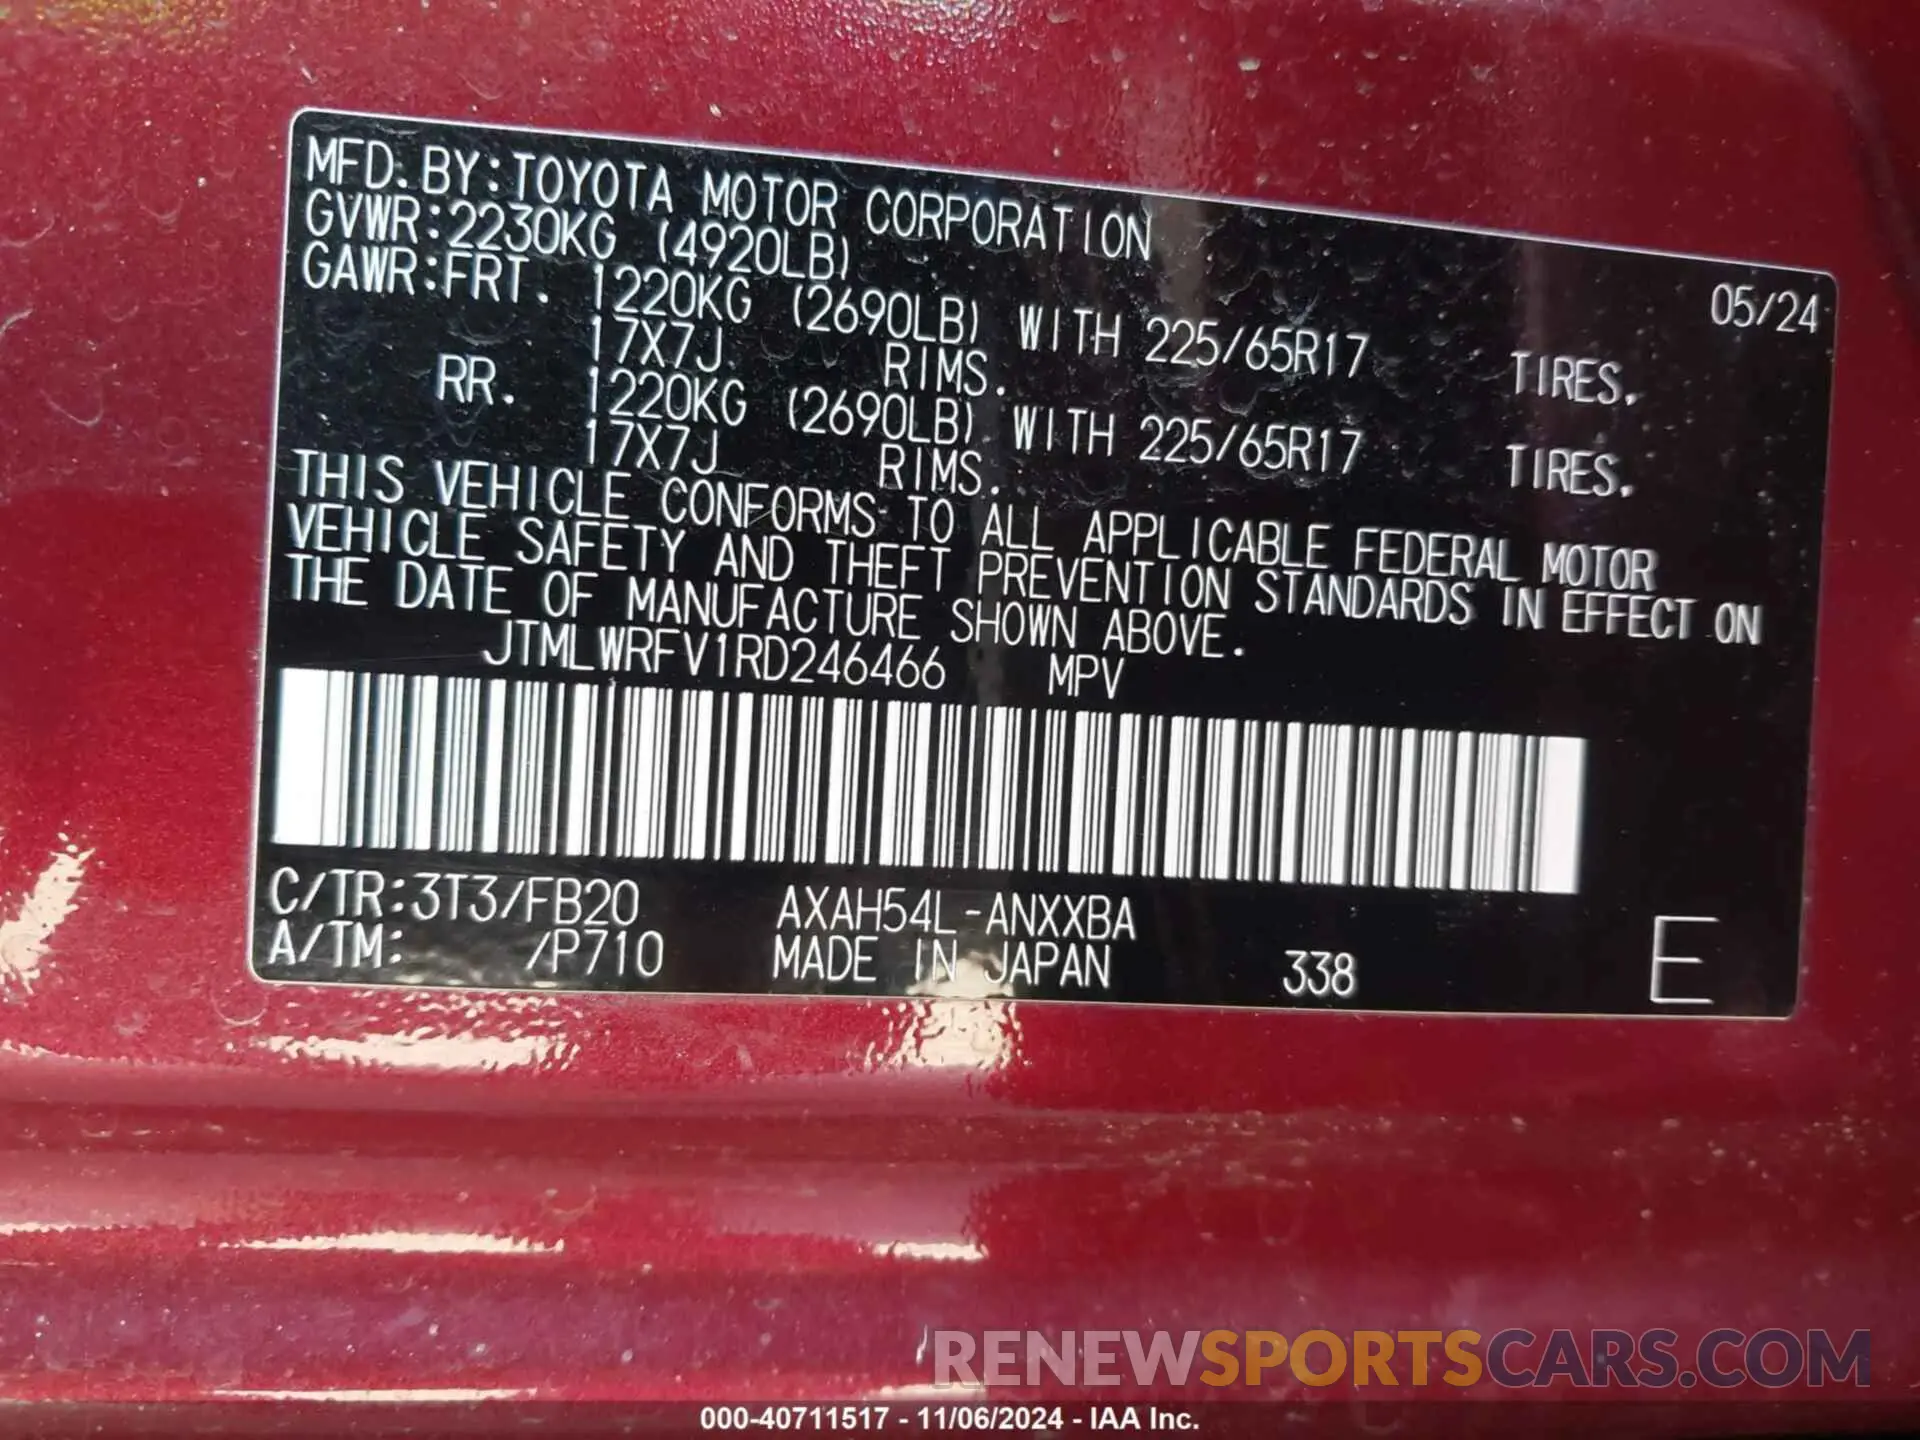 MFD.BY:TOYOTA MOTOR CORPORATION 05/24
GVWR:2230KG (4920LB)
GAWR:FRT. 1220KG (2690LB) WITH 225/65R17 TIRES.
17X7J RIMS.
RR. 1220KG (2690LB) WITH 225/65R17 TIRES.
17X7J RIMS.
THIS VEHICLE CONFORMS TO ALL APPLICABLE FEDERAL MOTOR
VEHICLE SAFETY AND THEFT PREVENTION STANDARDS IN EFFECT ON
THE DATE OF MANUFACTURE SHOWN ABOVE.
JTMLWRFV1RD246466 MPV
C/TR:3T3/FB20 AXAH54L-ANXXBA
A/TM: /P710 MADE IN JAPAN 338 E
RENEWSPORTSCARS.COM
000-40711517 - 11/06/2024 - IAA Inc.